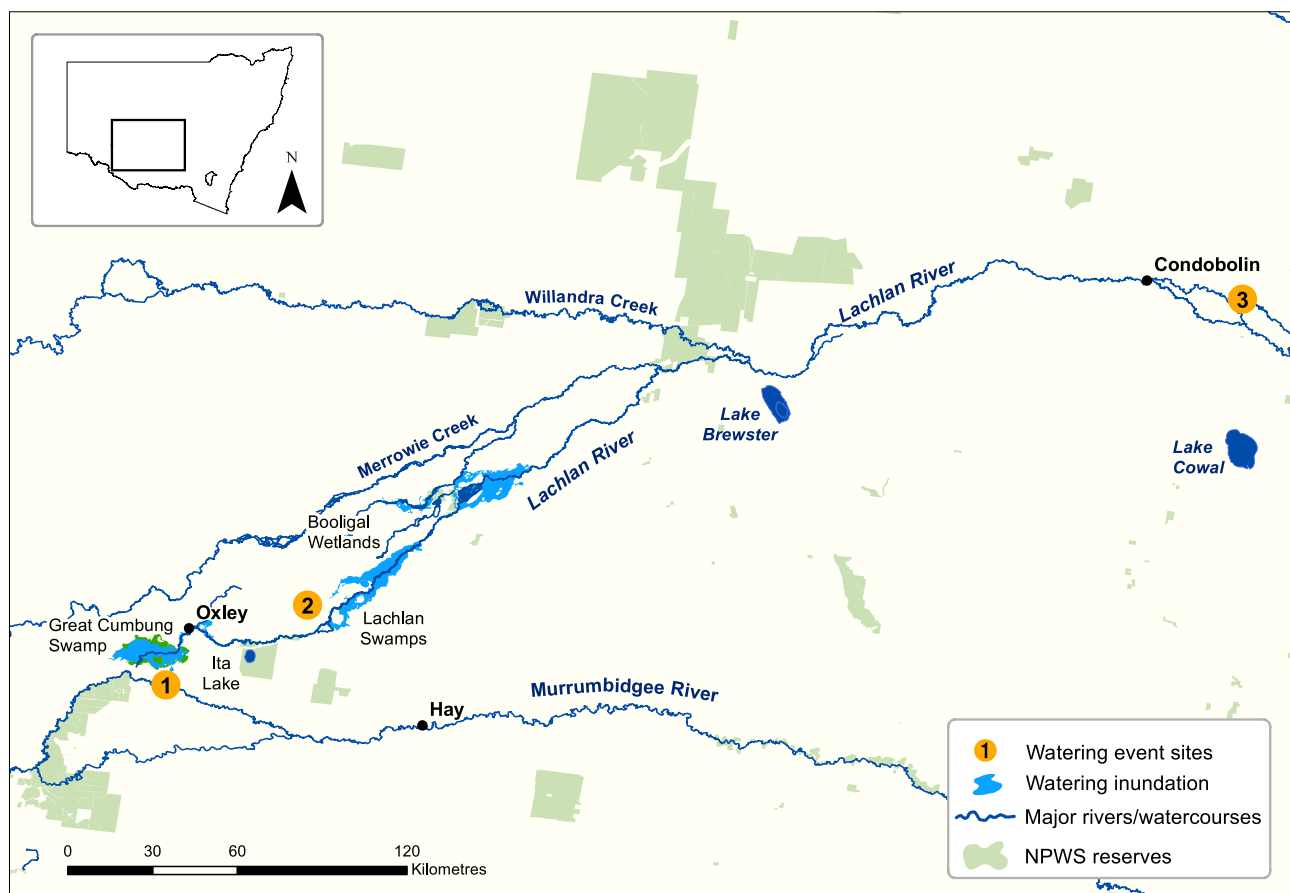 N
Condobolin
3
Lachlan River
Willandra Creek
Lake
Brewster
Lake
Cowal
Merrowie Creek
Lachlan River
Booligal
Wetlands
2
Oxley
Lachlan
Swamps
Great Cumbung
Swamp
Ita
Lake
1
Murrumbidgee River
Hay
1 Watering event sites
Watering inundation
Major rivers/watercourses
NPWS reserves
0 30 60 120
Kilometres